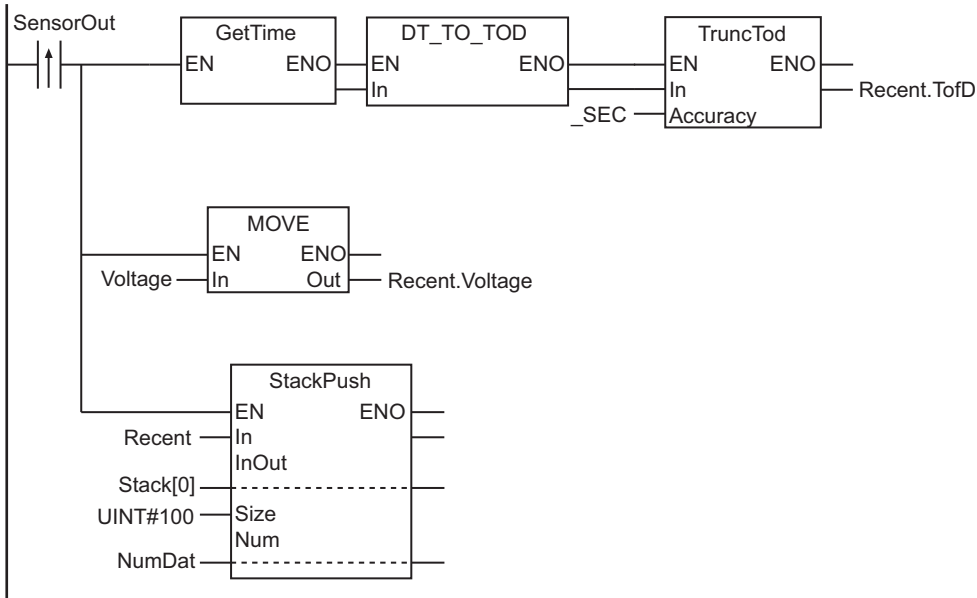 SensorOut
GetTime DT_TO_TOD TruncTod
EN ENO EN ENO EN ENO
In In Recent.TofD
_SEC Accuracy
MOVE
EN ENO
Voltage In Out Recent.Voltage
StackPush
EN ENO
Recent In
InOut
Stack[0]
UINT#100 Size
Num
NumDat